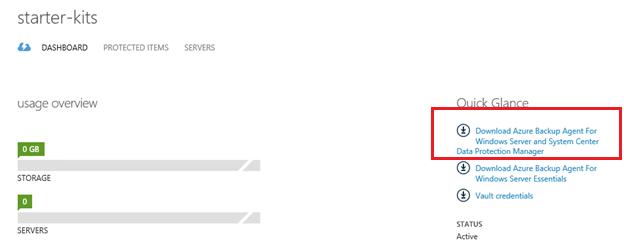 starter-kits
DASHBOARD PROTECTED ITEMS SERVERS
usage overview
0 GB
STORAGE
0
SERVERS
Quick Glance
Download Azure Backup Agent For
Windows Server and System Center
Data Protection Manager
Download Azure Backup Agent For
Windows Server Essentials
Vault credentials
STATUS
Active